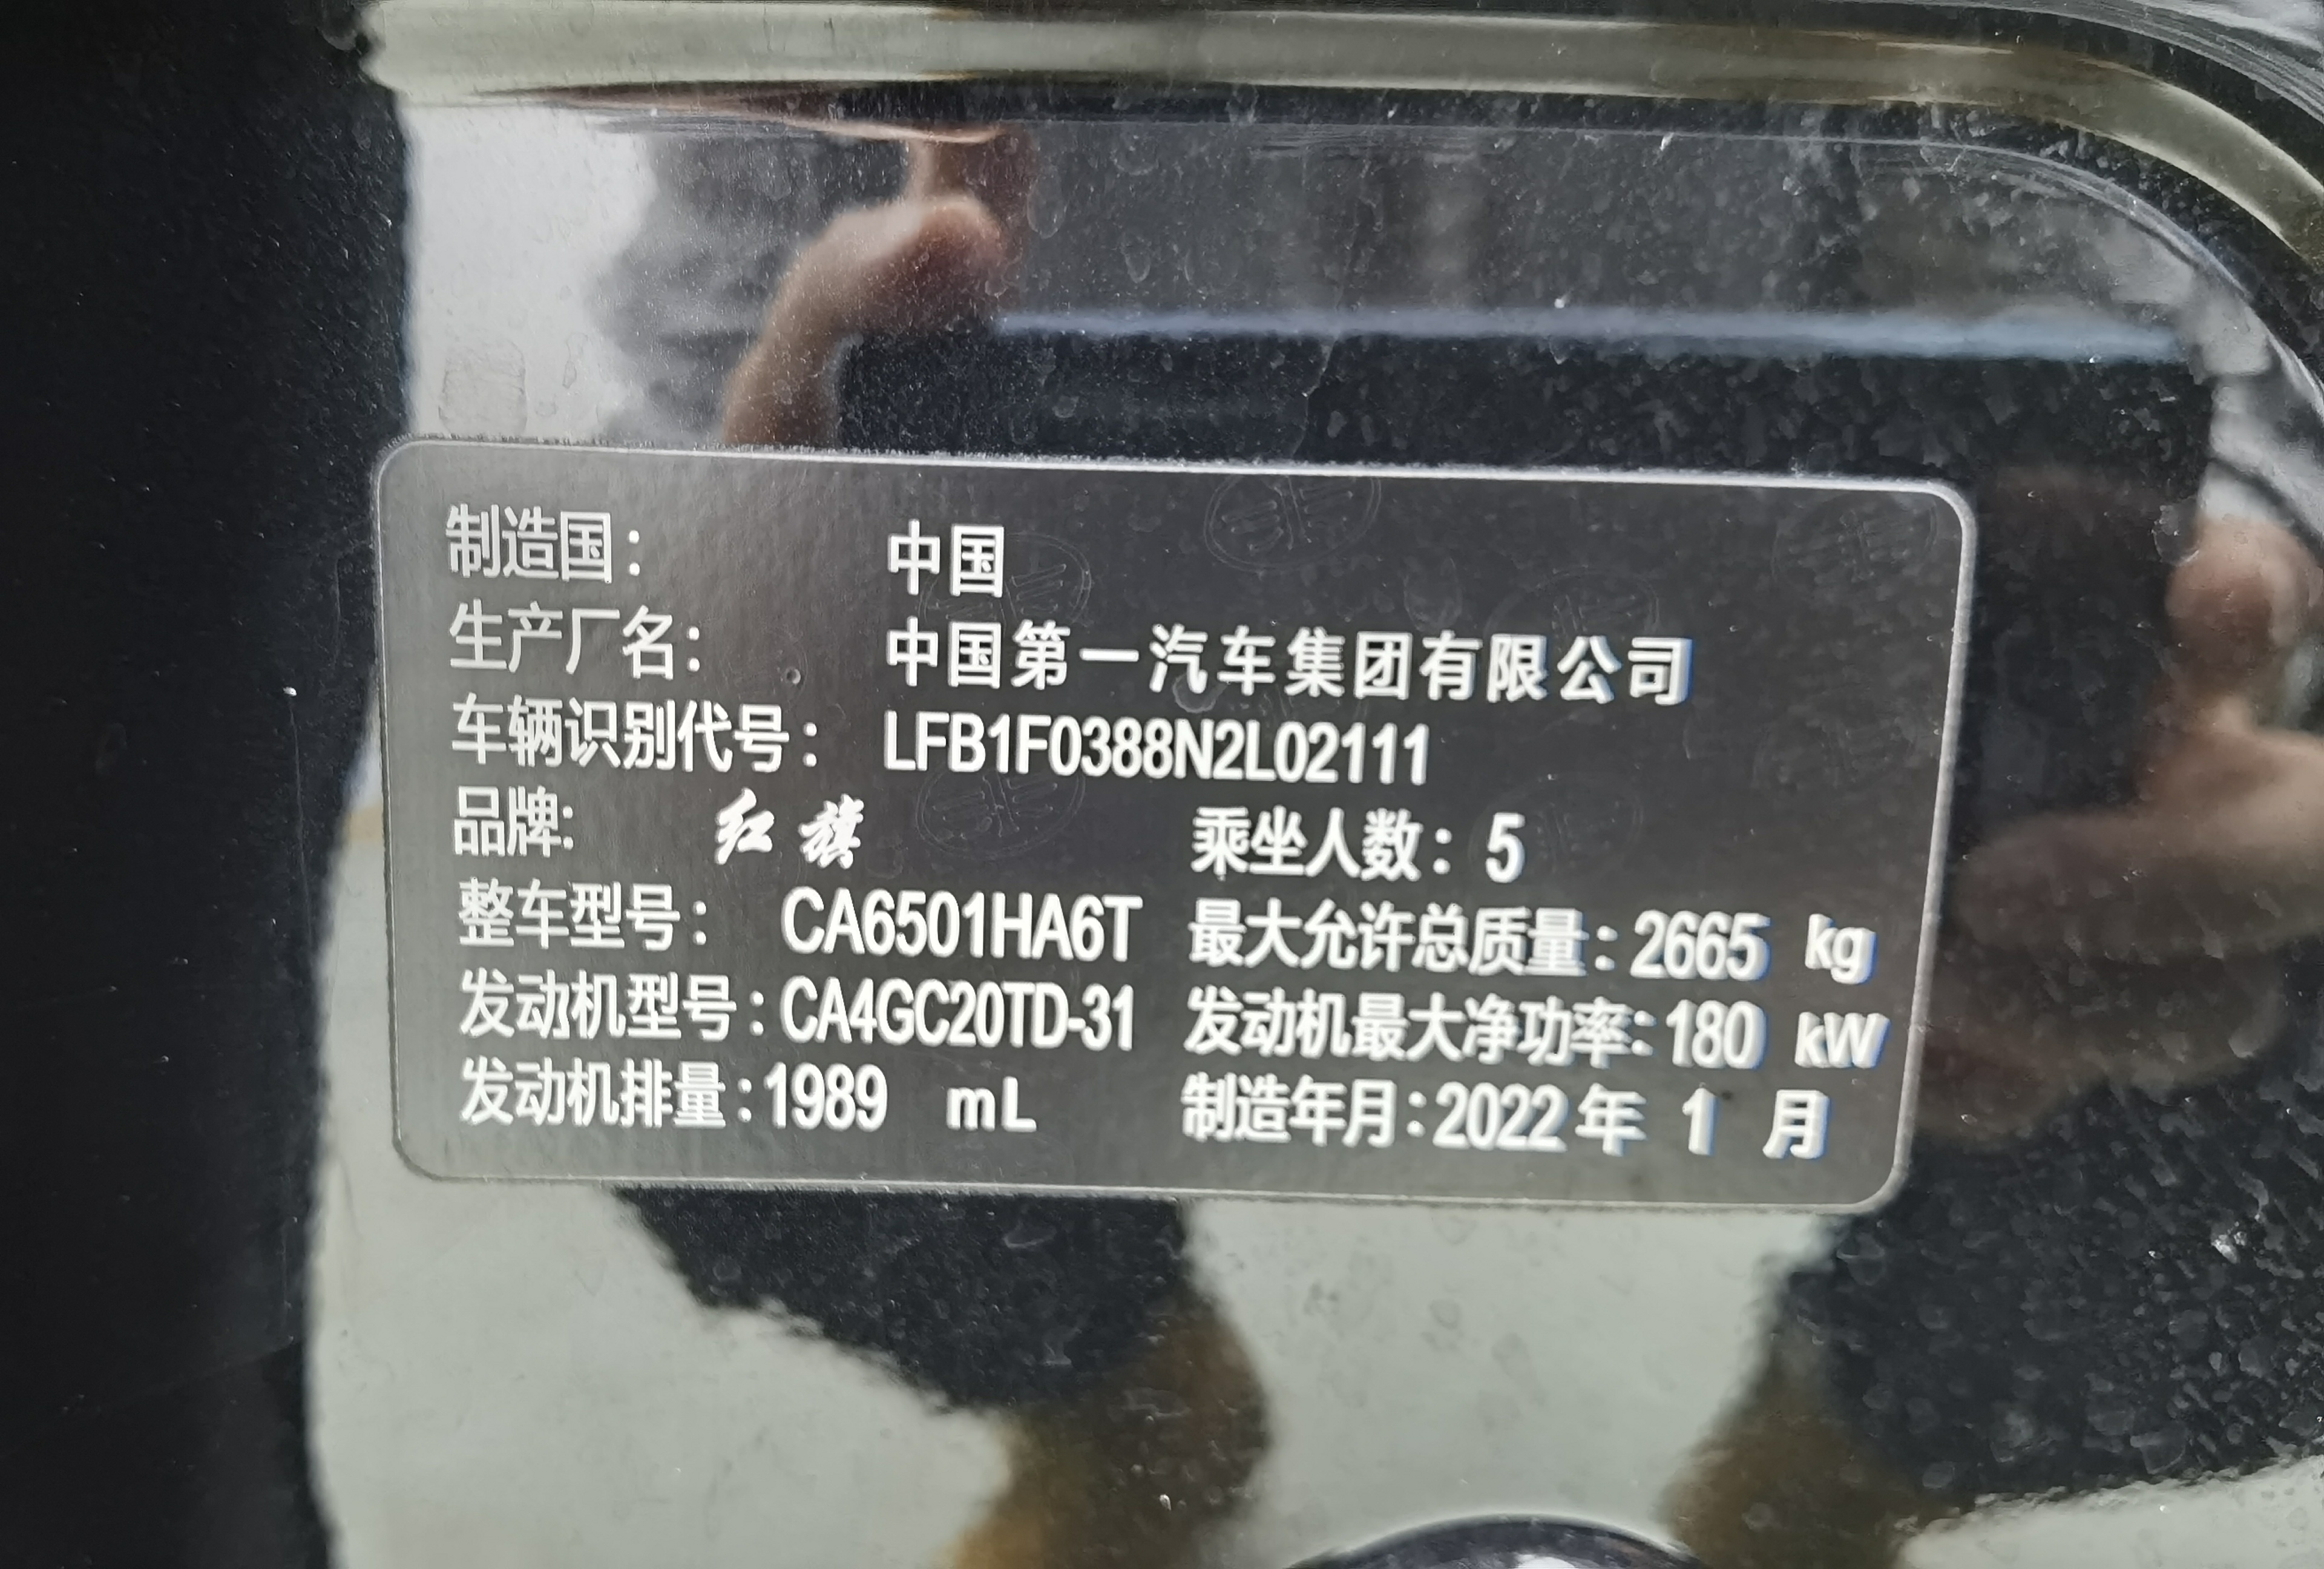 制造国： 中国
生产厂名： 中国第一汽车集团有限公司
车辆识别代号： LFB1F0388N2L02111
品牌: 红旗 乘坐人数：5
整车型号： CA6501HA6T 最大允许总质量：2665 kg
发动机型号：CA4GC20TD-31 发动机最大净功率：180 kW
发动机排量：1989 mL 制造年月：2022年 1 月